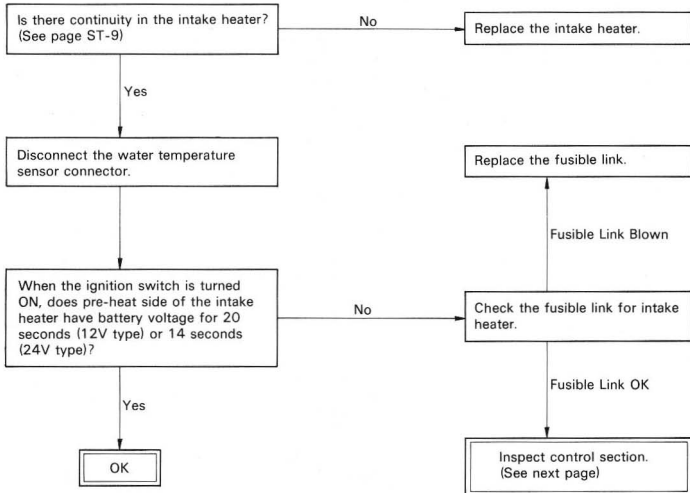 Is there continuity in the intake heater?
(See page ST-9)
No
Replace the intake heater.
Yes
Disconnect the water temperature
sensor connector.
Replace the fusible link.
Fusible Link Blown
When the ignition switch is turned
ON, does pre-heat side of the intake
heater have battery voltage for 20
seconds (12V type) or 14 seconds
(24V type)?
No
Check the fusible link for intake
heater.
Yes
Fusible Link OK
OK
Inspect control section.
(See next page)